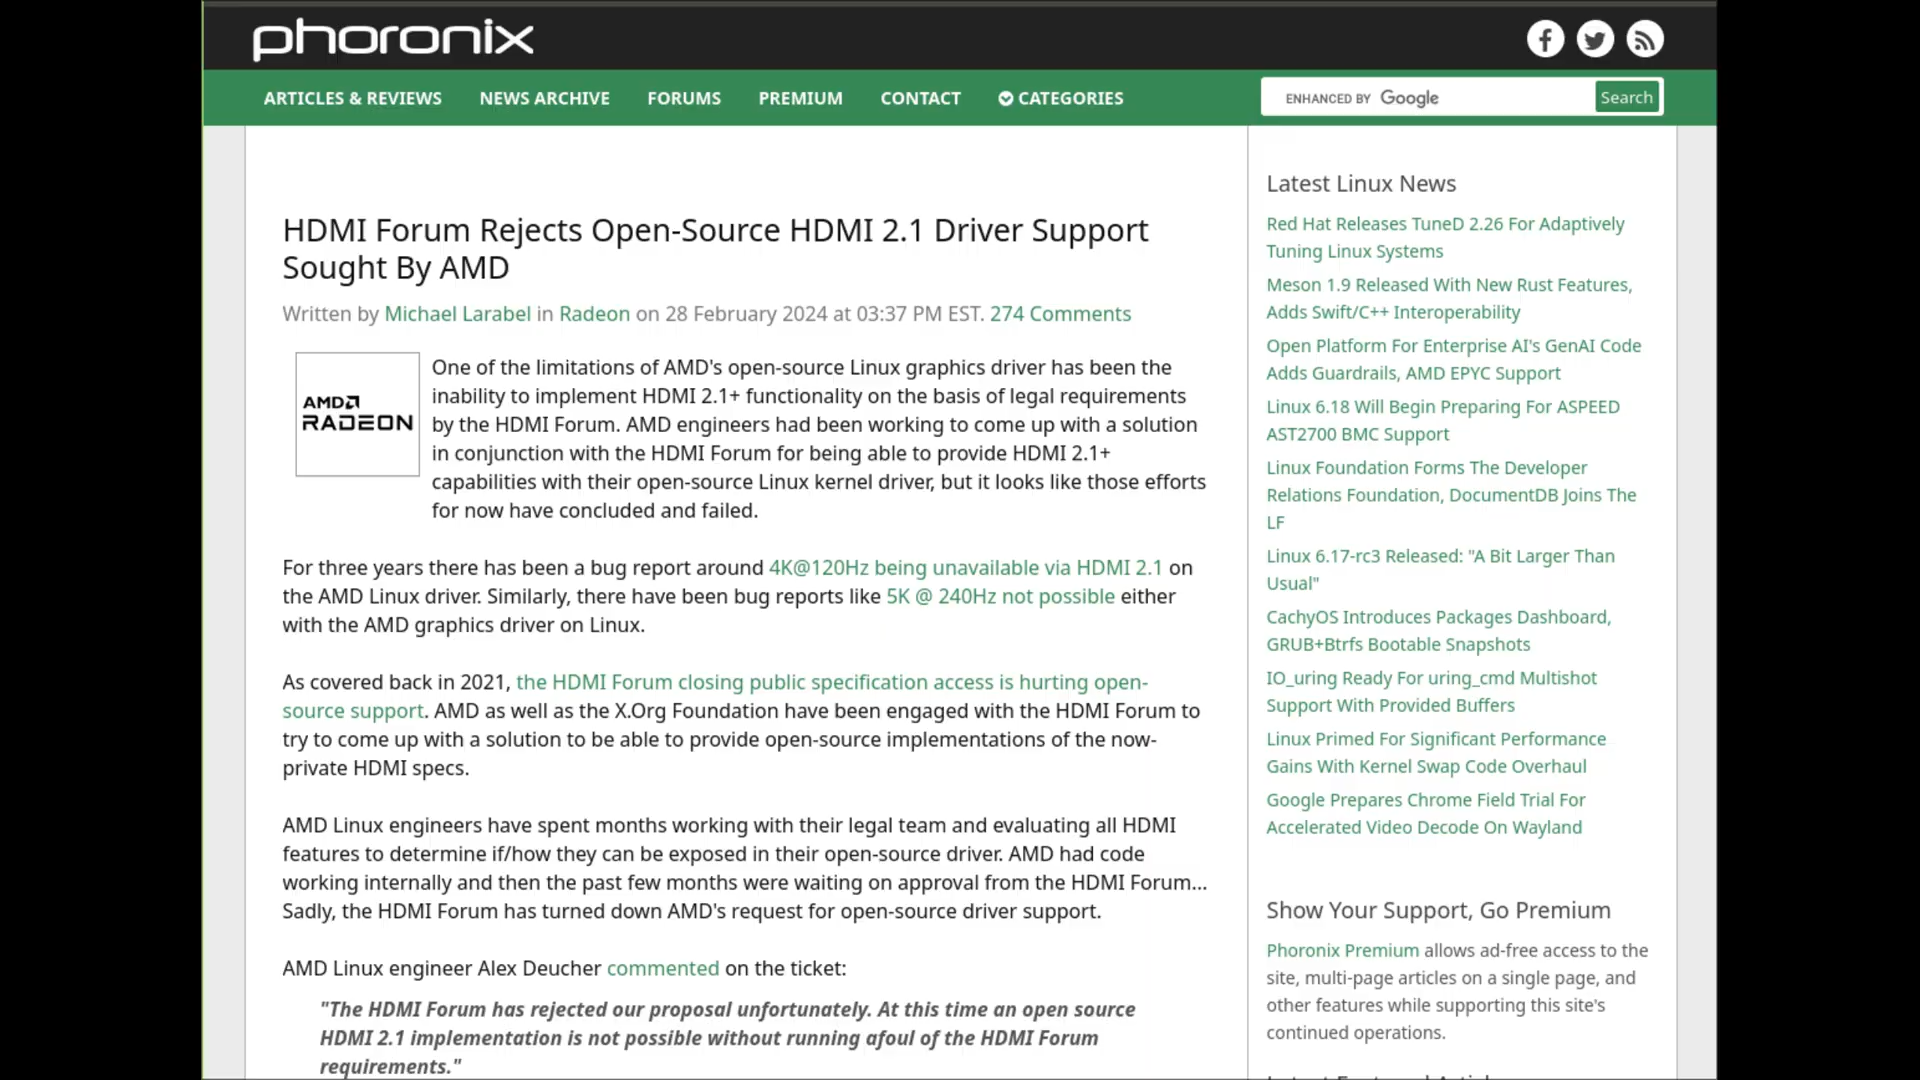 phoronix
ARTICLES & REVIEWS NEWS ARCHIVE FORUMS PREMIUM CONTACT CATEGORIES
ENHANCED BY Google Search
HDMI Forum Rejects Open-Source HDMI 2.1 Driver Support
Sought By AMD
Written by Michael Larabel in Radeon on 28 February 2024 at 03:37 PM EST. 274 Comments
AMD
RADEON
One of the limitations of AMD's open-source Linux graphics driver has been the
inability to implement HDMI 2.1+ functionality on the basis of legal requirements
by the HDMI Forum. AMD engineers had been working to come up with a solution
in conjunction with the HDMI Forum for being able to provide HDMI 2.1+
capabilities with their open-source Linux kernel driver, but it looks like those efforts
for now have concluded and failed.
For three years there has been a bug report around 4K@120Hz being unavailable via HDMI 2.1 on
the AMD Linux driver. Similarly, there have been bug reports like 5K @ 240Hz not possible either
with the AMD graphics driver on Linux.
As covered back in 2021, the HDMI Forum closing public specification access is hurting open-
source support. AMD as well as the X.Org Foundation have been engaged with the HDMI Forum to
try to come up with a solution to be able to provide open-source implementations of the now-
private HDMI specs.
AMD Linux engineers have spent months working with their legal team and evaluating all HDMI
features to determine if/how they can be exposed in their open-source driver. AMD had code
working internally and then the past few months were waiting on approval from the HDMI Forum...
Sadly, the HDMI Forum has turned down AMD's request for open-source driver support.
AMD Linux engineer Alex Deucher commented on the ticket:
"The HDMI Forum has rejected our proposal unfortunately. At this time an open source
HDMI 2.1 implementation is not possible without running afoul of the HDMI Forum
requirements."
Latest Linux News
Red Hat Releases TuneD 2.26 For Adaptively
Tuning Linux Systems
Meson 1.9 Released With New Rust Features,
Adds Swift/C++ Interoperability
Open Platform For Enterprise AI's GenAI Code
Adds Guardrails, AMD EPYC Support
Linux 6.18 Will Begin Preparing For ASPEED
AST2700 BMC Support
Linux Foundation Forms The Developer
Relations Foundation, DocumentDB Joins The
LF
Linux 6.17-rc3 Released: "A Bit Larger Than
Usual"
CachyOS Introduces Packages Dashboard,
GRUB+Btrfs Bootable Snapshots
IO_uring Ready For uring_cmd Multishot
Support With Provided Buffers
Linux Primed For Significant Performance
Gains With Kernel Swap Code Overhaul
Google Prepares Chrome Field Trial For
Accelerated Video Decode On Wayland
Show Your Support, Go Premium
Phoronix Premium allows ad-free access to the
site, multi-page articles on a single page, and
other features while supporting this site's
continued operations.